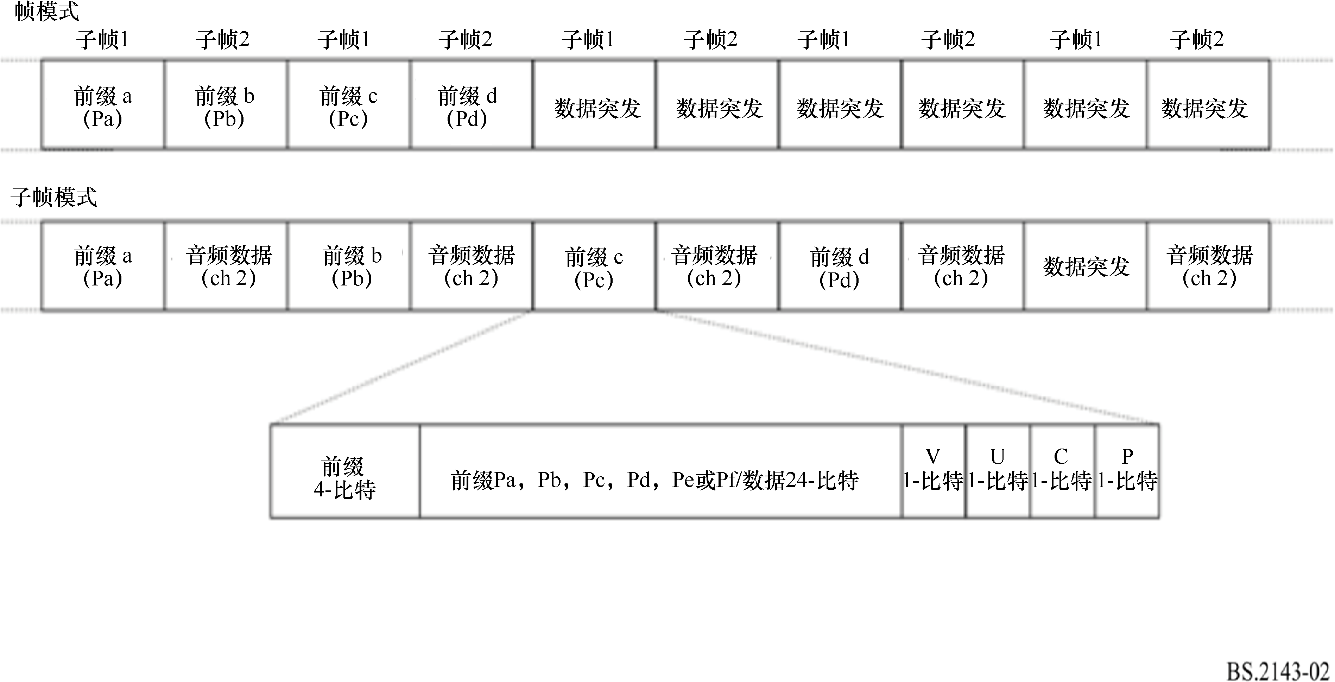 帧模式
子帧1 子帧2 子帧1 子帧2 子帧1 子帧2 子帧1 子帧2 子帧1 子帧2
前缀 a 前缀 b 前缀 c 前缀 d
(Pa) (Pb) (Pc) (Pd)
数据突发 数据突发 数据突发 数据突发 数据突发 数据突发
子帧模式
前缀 a 音频数据 前缀 b 音频数据 前缀 c 音频数据 前缀 d 音频数据 数据突发 音频数据
(Pa) (ch 2) (Pb) (ch 2) (Pc) (ch 2) (Pd) (ch 2) (ch 2)
前缀
4-比特
前缀Pa，Pb，Pc，Pd，Pe或Pf/数据24-比特
V U C P
1-比特 1-比特 1-比特 1-比特
BS.2143-02